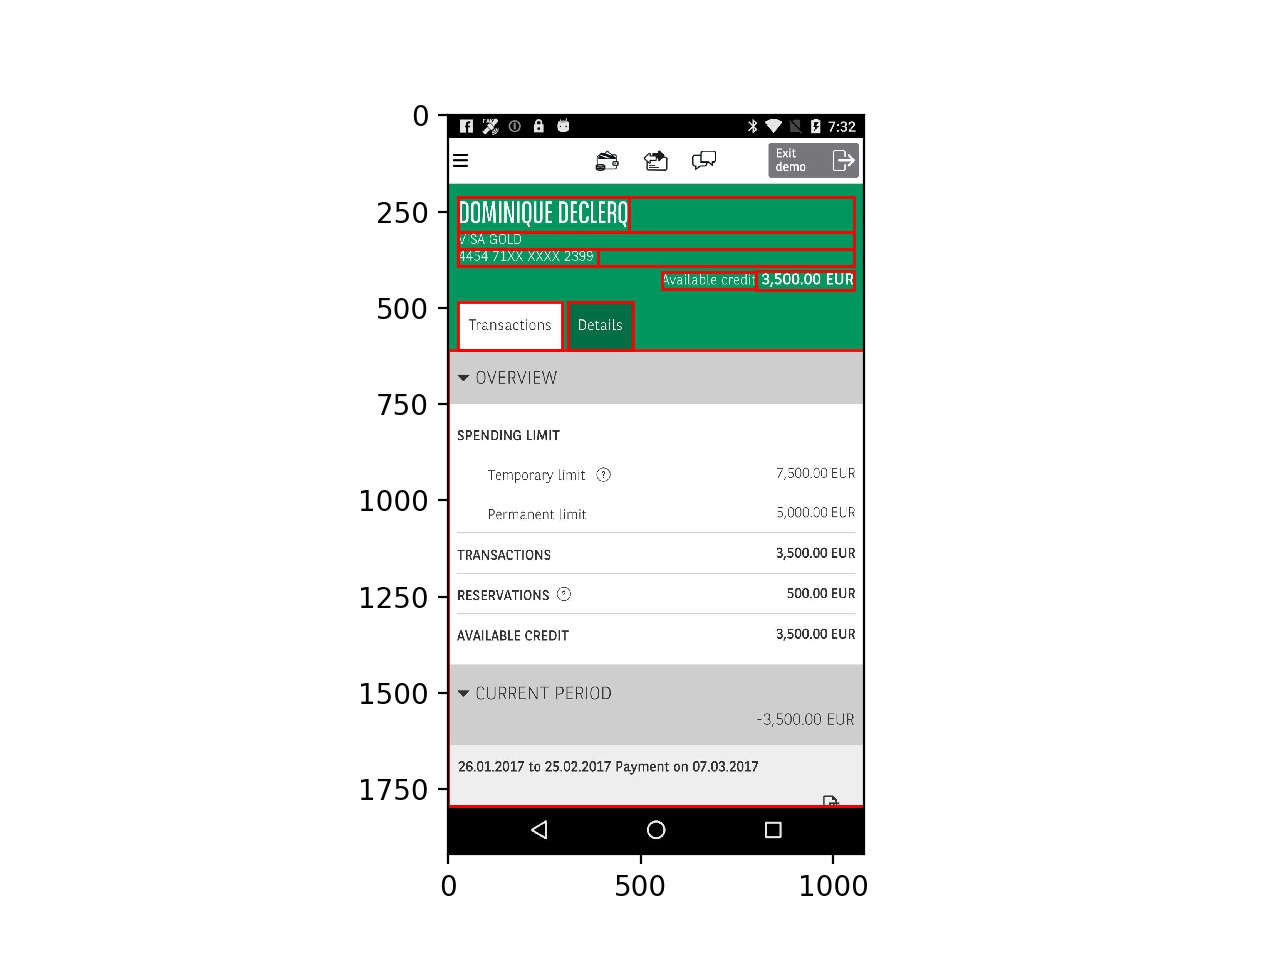 0
250
500
750
1000
1250
1500
1750
7:32
Exit
demo
DOMINIQUE DECLERQ
VISA GOLD
4454 71XX XXXX 2399
Available credit 3,500.00 EUR
Transactions Details
OVERVIEW
SPENDING LIMIT
Temporary limit ? 7,500.00 EUR
Permanent limit 5,000.00 EUR
TRANSACTIONS 3,500.00 EUR
RESERVATIONS ? 500.00 EUR
AVAILABLE CREDIT 3,500.00 EUR
CURRENT PERIOD
-3,500.00 EUR
26.01.2017 to 25.02.2017 Payment on 07.03.2017
0 500 1000